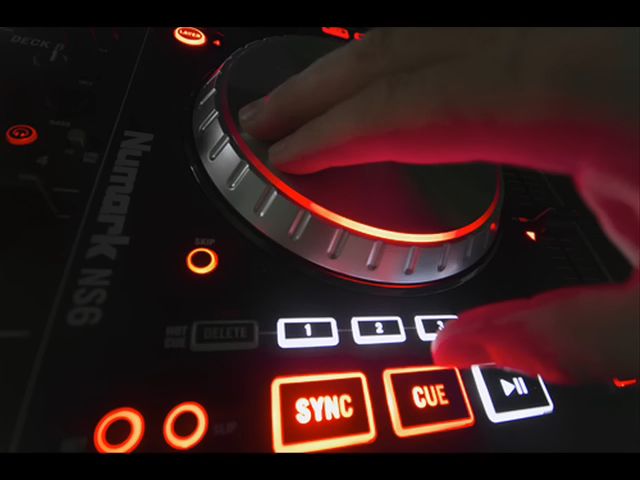 LAYER
DECK B
Numark NS6
SKIP
HOT
CUE
DELETE
1
2
3
SYNC
CUE
SLIP